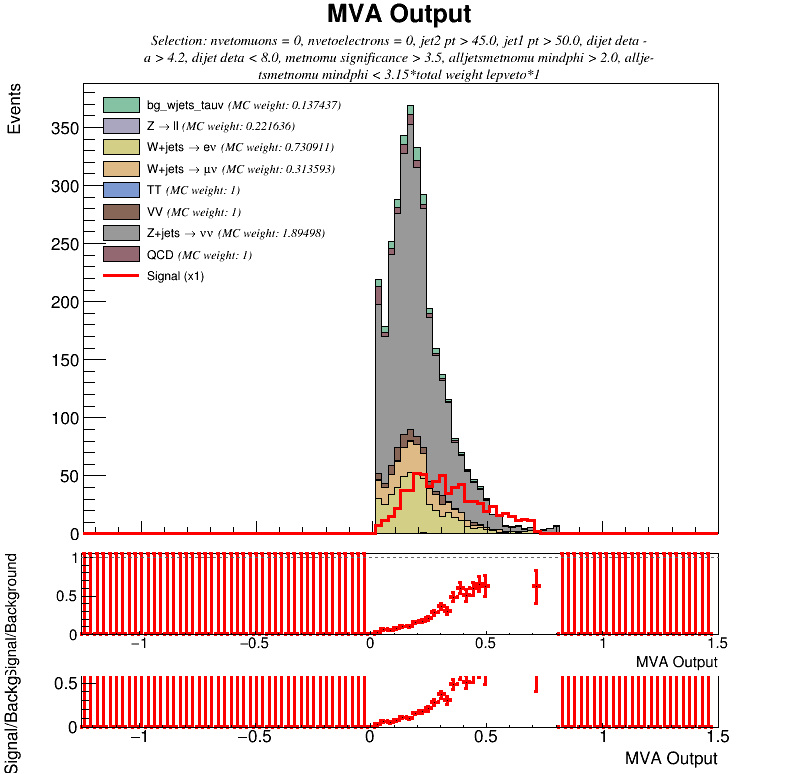 MVA Output
Selection: nvetomuons = 0, nvetoelectrons = 0, jet2 pt > 45.0, jet1 pt > 50.0, dijet deta -
a > 4.2, dijet deta < 8.0, metnomu significance > 3.5, alljetsmetnomu mindphi > 2.0, allje-
tsmetnomu mindphi < 3.15*total weight lepveto*1
Events
350
300
250
200
150
100
50
0
bg_wjets_tauv (MC weight: 0.137437)
Z → ll (MC weight: 0.221636)
W+jets → eν (MC weight: 0.730911)
W+jets → μν (MC weight: 0.313593)
TT (MC weight: 1)
VV (MC weight: 1)
Z+jets → νν (MC weight: 1.89498)
QCD (MC weight: 1)
Signal (x1)
Signal/Background
1
0.5
0
−1 −0.5 0 0.5 1 1.5
MVA Output
Signal/Backg
0.5
0
−1 −0.5 0 0.5 1 1.5
MVA Output